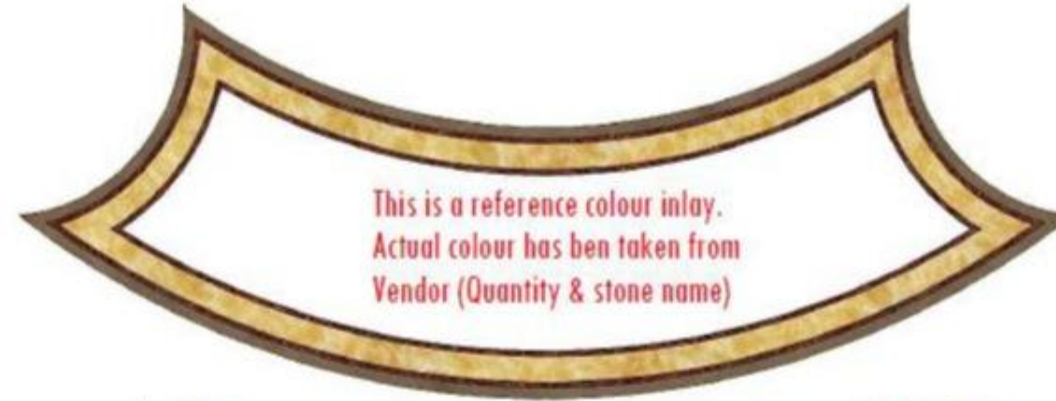 This is a reference colour inlay.
Actual colour has ben taken from
Vendor (Quantity & stone name)